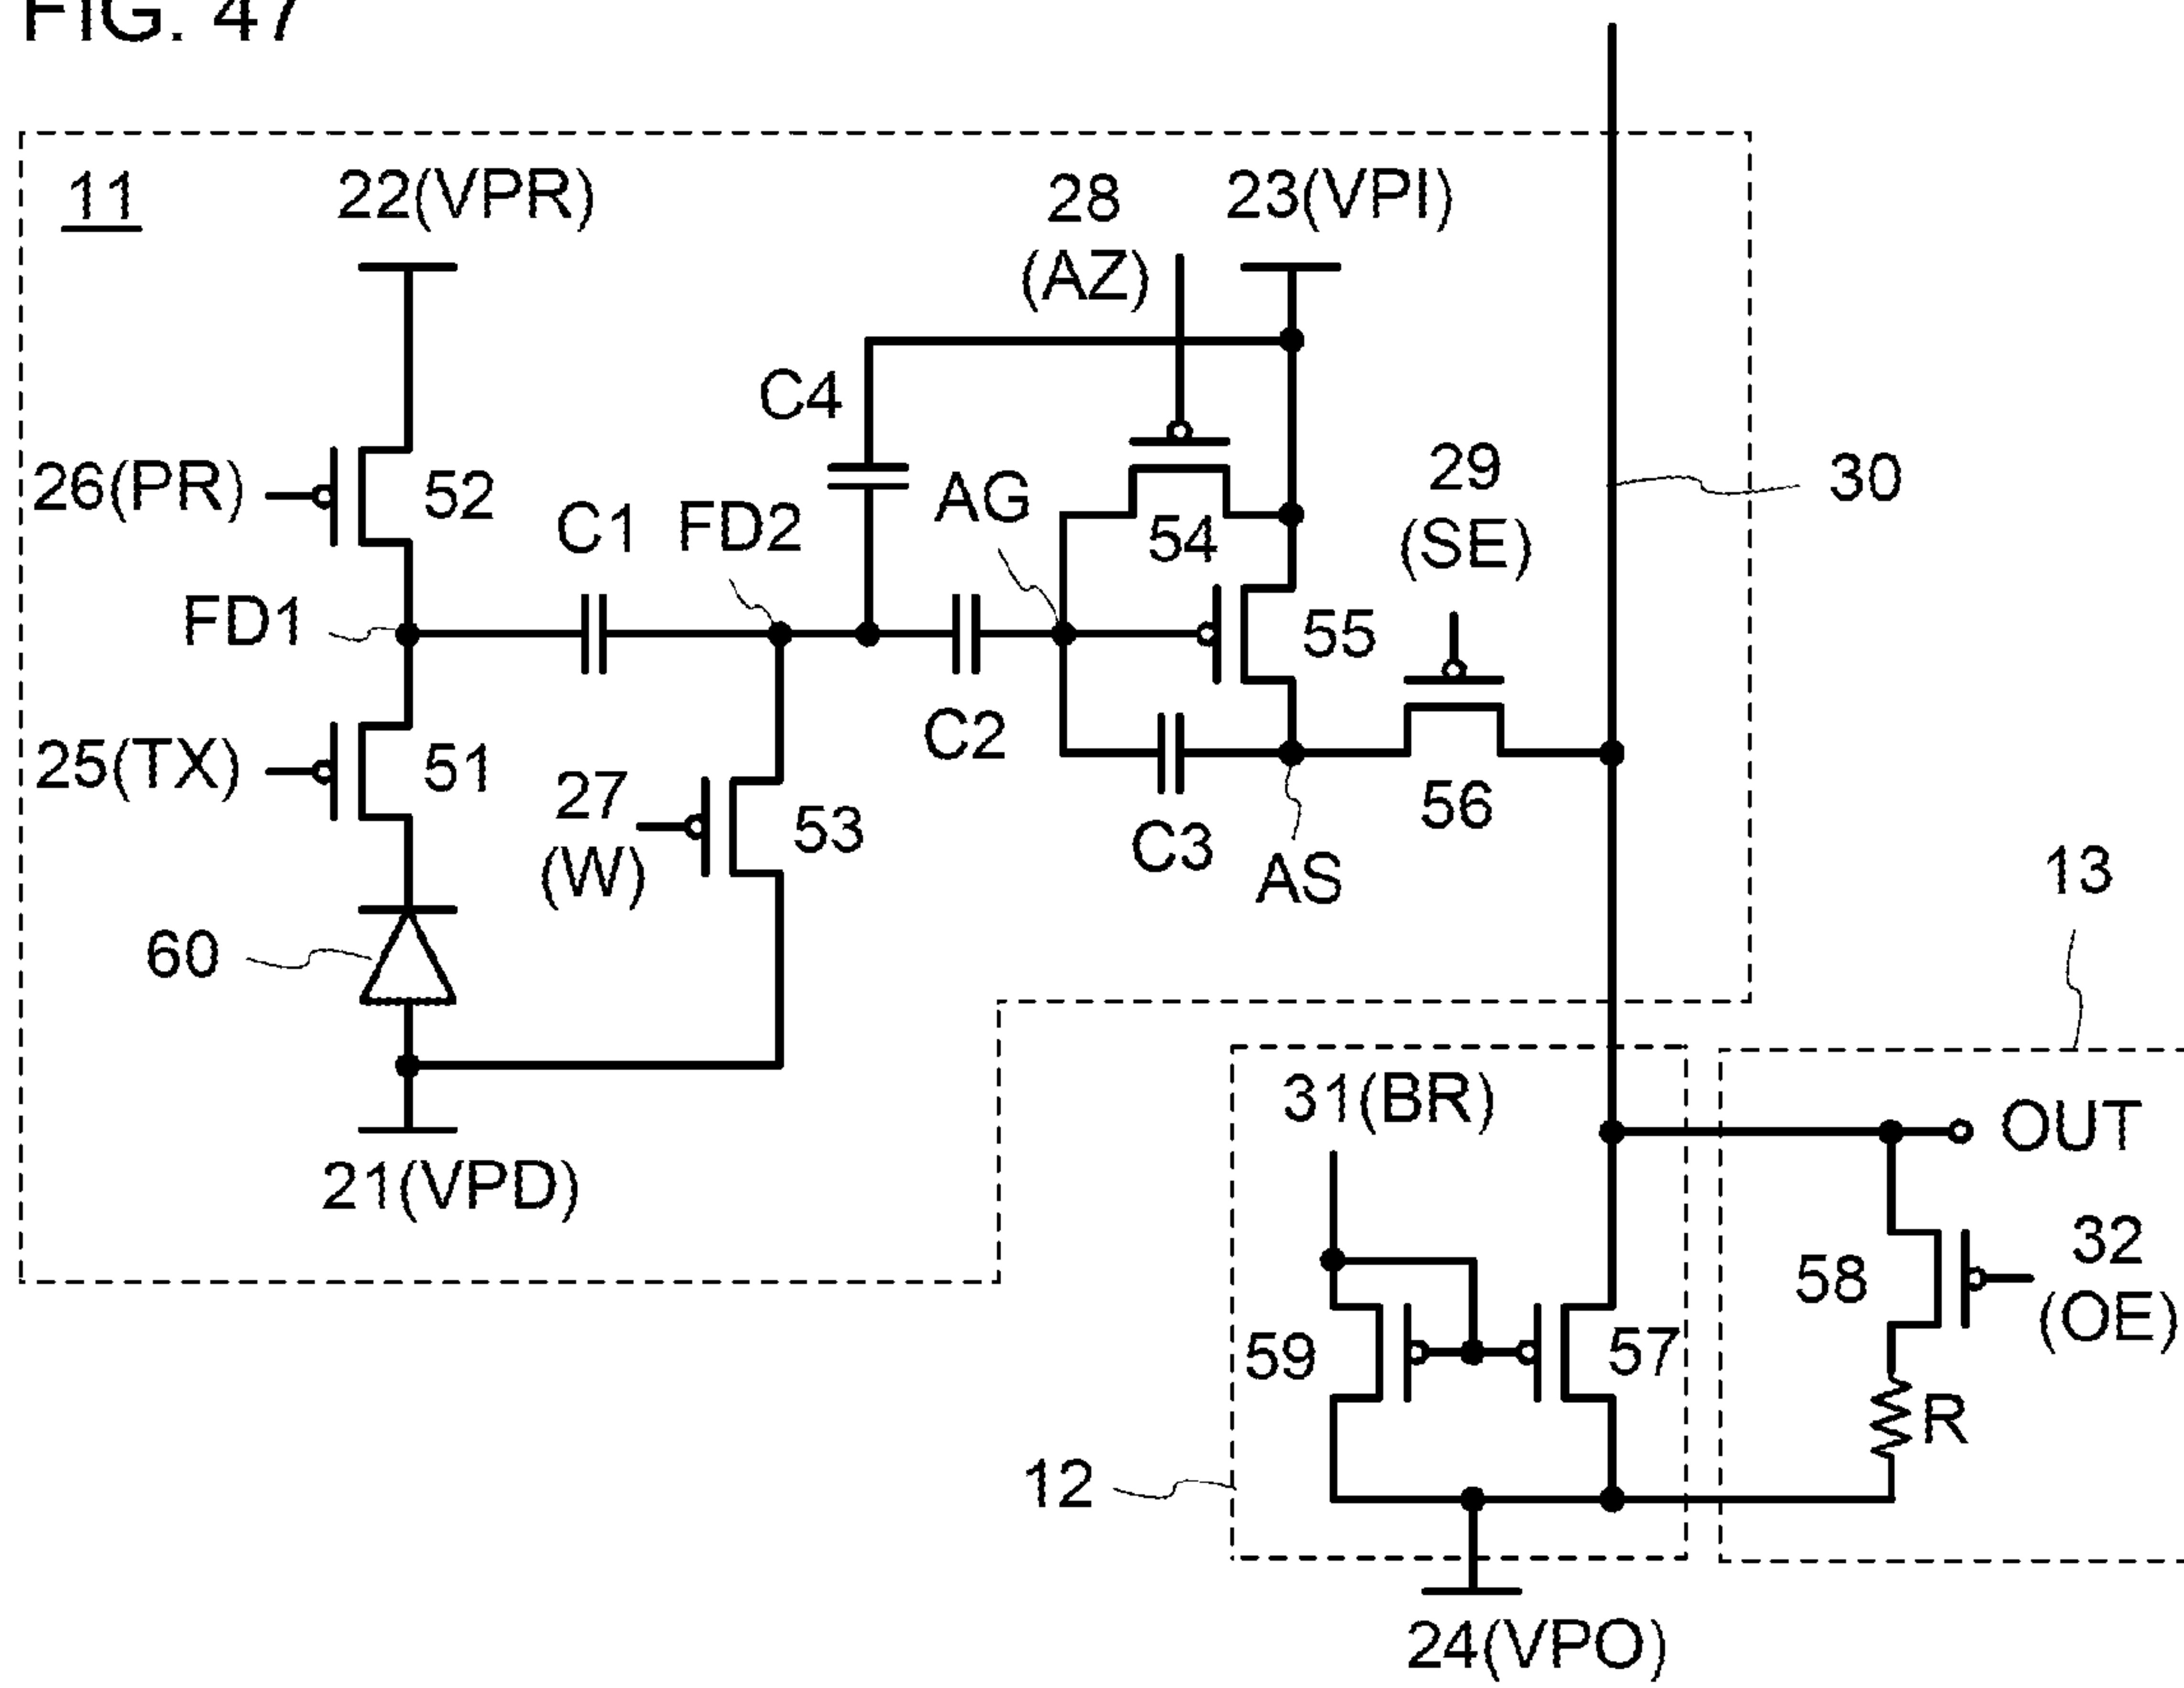 FIG. 47
11
22(VPR)
28
(AZ)
23(VPI)
C4
26(PR)
52
C1
FD2
AG
54
29
(SE)
30
FD1
55
25(TX)
51
C2
27
(W)
53
56
C3
AS
13
60
31(BR)
OUT
21(VPD)
58
32
(OE)
59
57
R
12
24(VPO)